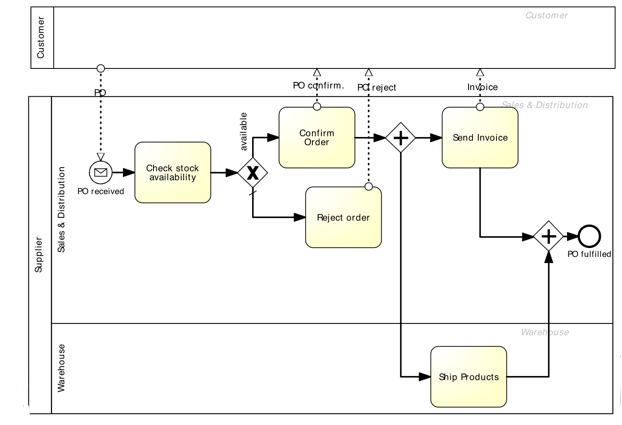 Customer
Customer
PO
PO confirm.
PO reject
Invoice
Sales & Distribution
Supplier
Sales & Distribution
available
PO received
Check stock
availability
X
Confirm
Order
Send Invoice
Reject order
PO fulfilled
Warehouse
Warehouse
Ship Products